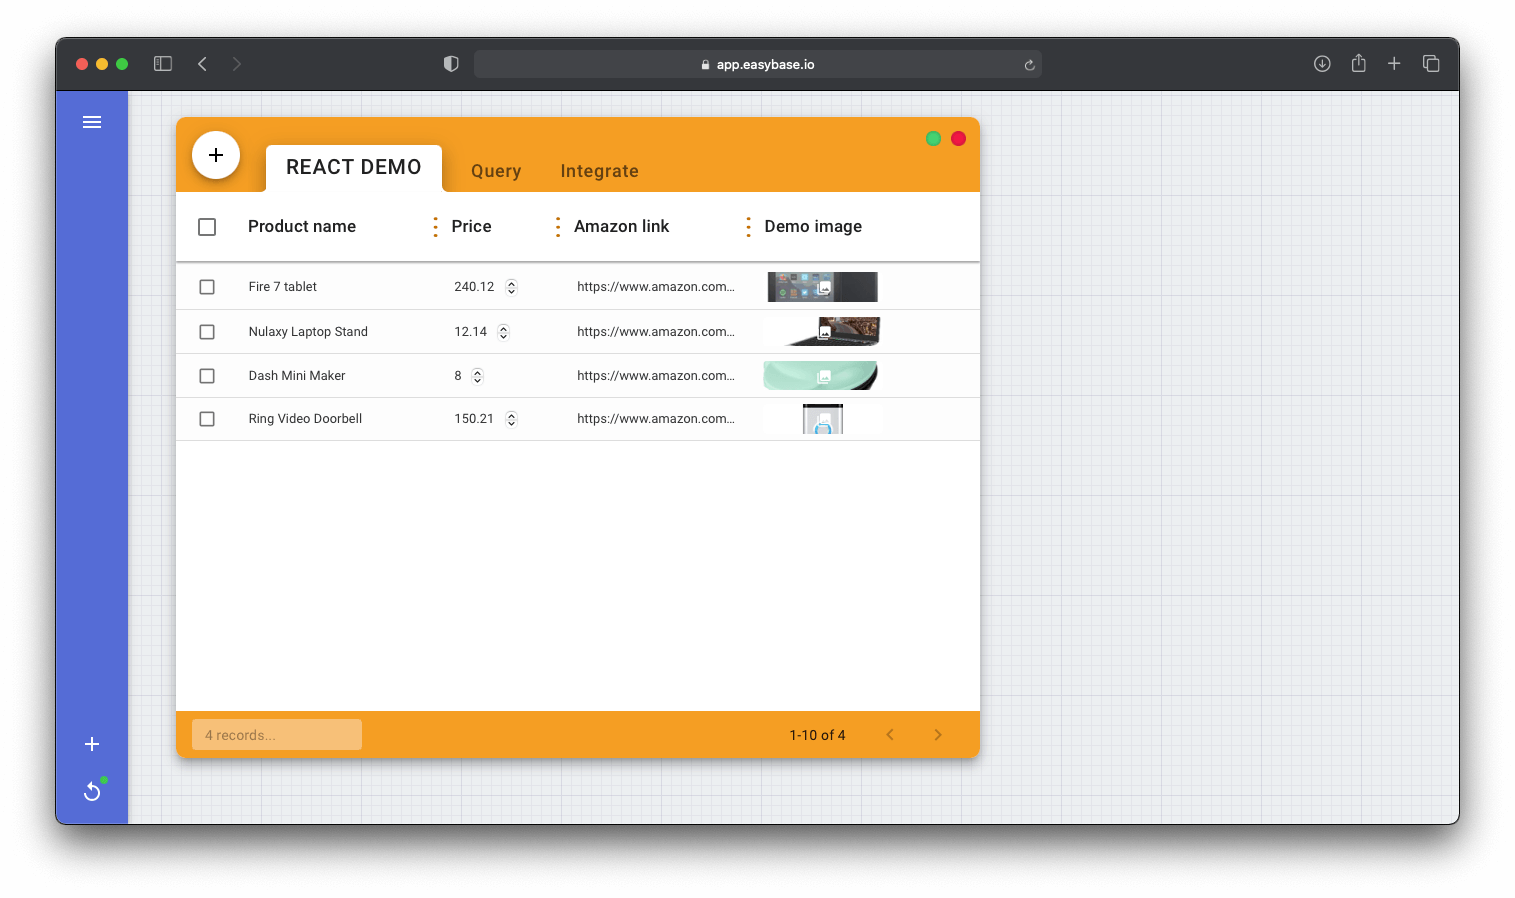 app.easybase.io
REACT DEMO Query Integrate
Product name Price Amazon link Demo image
Fire 7 tablet 240.12 https://www.amazon.com...
Nulaxy Laptop Stand 12.14 https://www.amazon.com...
Dash Mini Maker 8 https://www.amazon.com...
Ring Video Doorbell 150.21 https://www.amazon.com...
4 records... 1-10 of 4